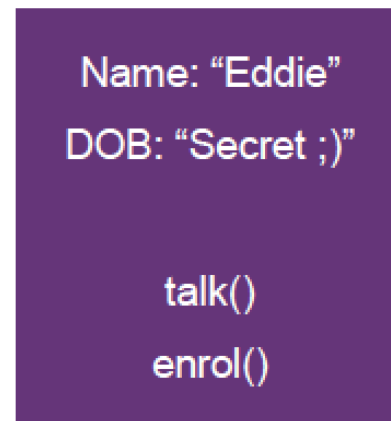 Name: “Eddie”
DOB: “Secret ;)”
talk()
enrol()